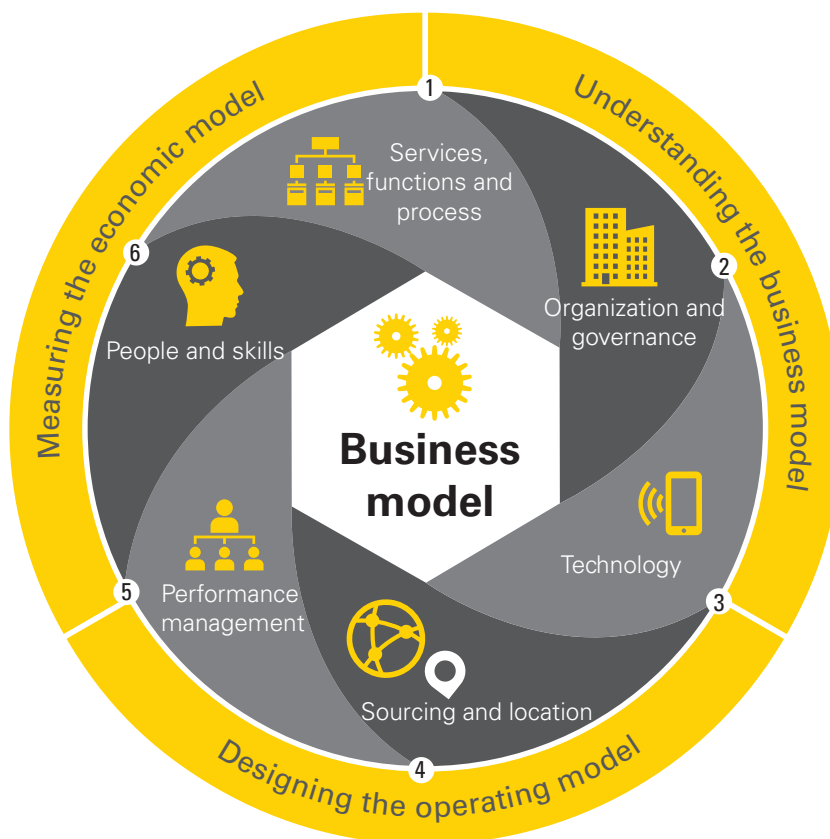 Measuring the economic model
Understanding the business model
Designing the operating model
1
Services,
functions and
process
2
Organization and
governance
3
Technology
4
Sourcing and location
5
Performance
management
6
People and skills
Business
model